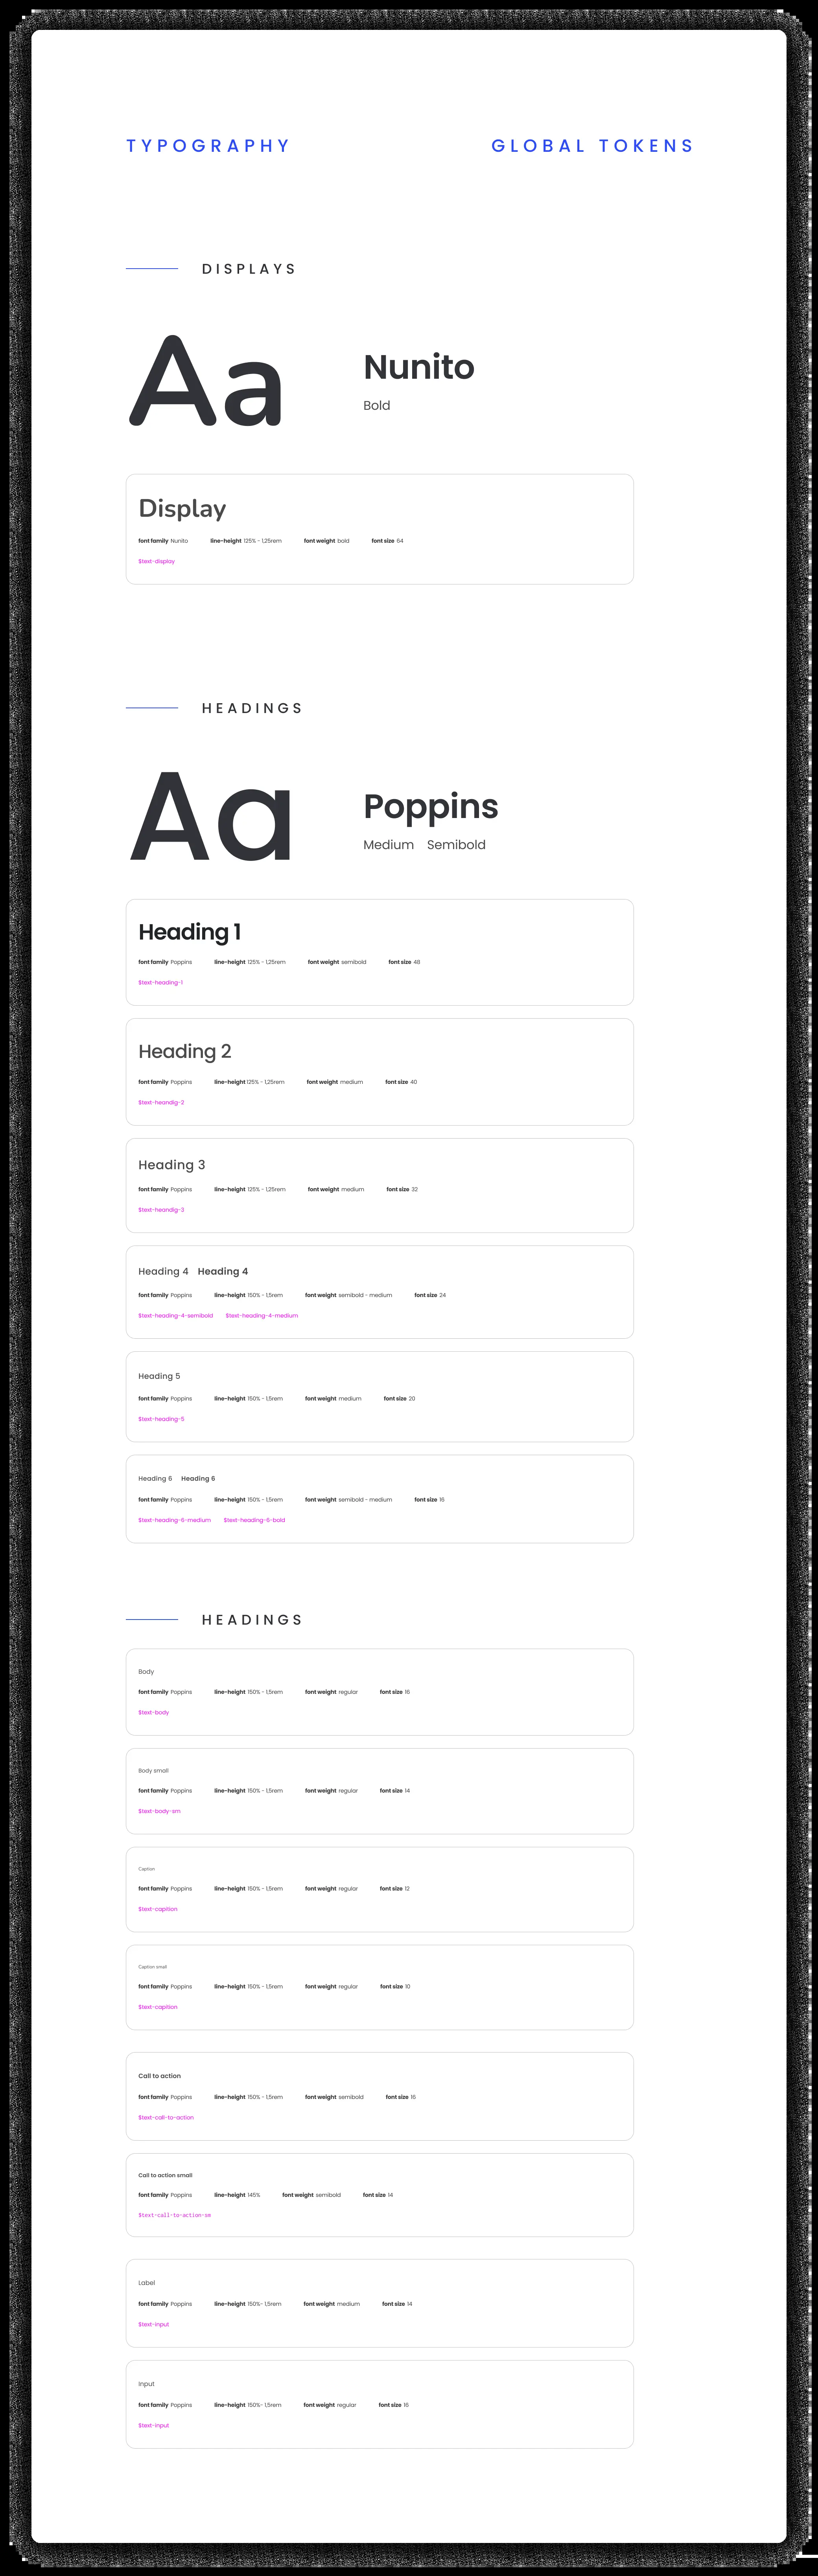 TYPOGRAPHY GLOBAL TOKENS
DISPLAYS
Aa
Nunito
Bold
Display
font family Nunito line-height 125% - 1,25rem font weight bold font size 64
$text-display
HEADINGS
Aa
Poppins
Medium Semibold
Heading 1
font family Poppins line-height 125% - 1,25rem font weight semibold font size 48
$text-heading-1
Heading 2
font family Poppins line-height 125% - 1,25rem font weight medium font size 40
$text-heandig-2
Heading 3
font family Poppins line-height 125% - 1,25rem font weight medium font size 32
$text-heandig-3
Heading 4 Heading 4
font family Poppins line-height 150% - 1,5rem font weight semibold - medium font size 24
$text-heading-4-semibold $text-heading-4-medium
Heading 5
font family Poppins line-height 150% - 1,5rem font weight medium font size 20
$text-heading-5
Heading 6 Heading 6
font family Poppins line-height 150% - 1,5rem font weight semibold - medium font size 16
$text-heading-6-medium $text-heading-6-bold
HEADINGS
Body
font family Poppins line-height 150% - 1,5rem font weight regular font size 16
$text-body
Body small
font family Poppins line-height 150% - 1,5rem font weight regular font size 14
$text-body-sm
Caption
font family Poppins line-height 150% - 1,5rem font weight regular font size 12
$text-capition
Caption small
font family Poppins line-height 150% - 1,5rem font weight regular font size 10
$text-capition
Call to action
font family Poppins line-height 150% - 1,5rem font weight semibold font size 16
$text-call-to-action
Call to action small
font family Poppins line-height 145% font weight semibold font size 14
$text-call-to-action-sm
Label
font family Poppins line-height 150%- 1,5rem font weight medium font size 14
$text-input
Input
font family Poppins line-height 150%- 1,5rem font weight regular font size 16
$text-input